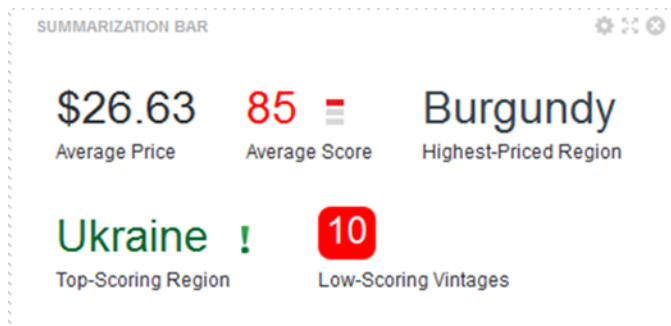 SUMMARIZATION BAR
$26.63 85 Burgundy
Average Price Average Score Highest-Priced Region
Ukraine !
10
Top-Scoring Region Low-Scoring Vintages